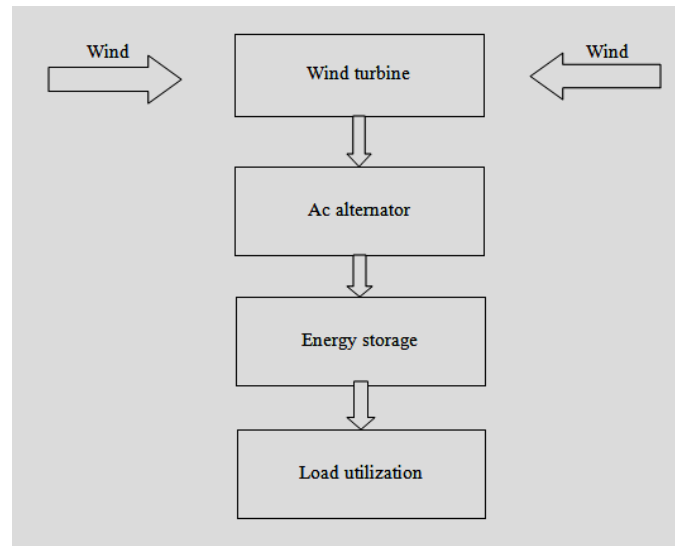 Wind
Wind
Wind turbine
Ac alternator
Energy storage
Load utilization